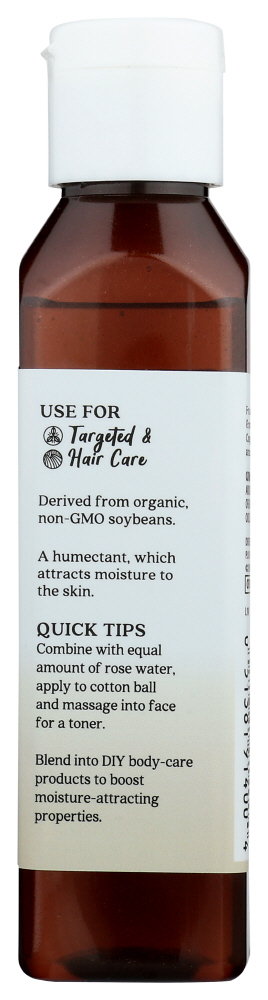 USE FOR
Targeted &
Hair Care
Derived from organic,
non-GMO soybeans.
A humectant, which
attracts moisture to
the skin.
QUICK TIPS
Combine with equal
amount of rose water,
apply to cotton ball
and massage into face
for a toner.
Blend into DIY body-care
products to boost
moisture-attracting
properties.